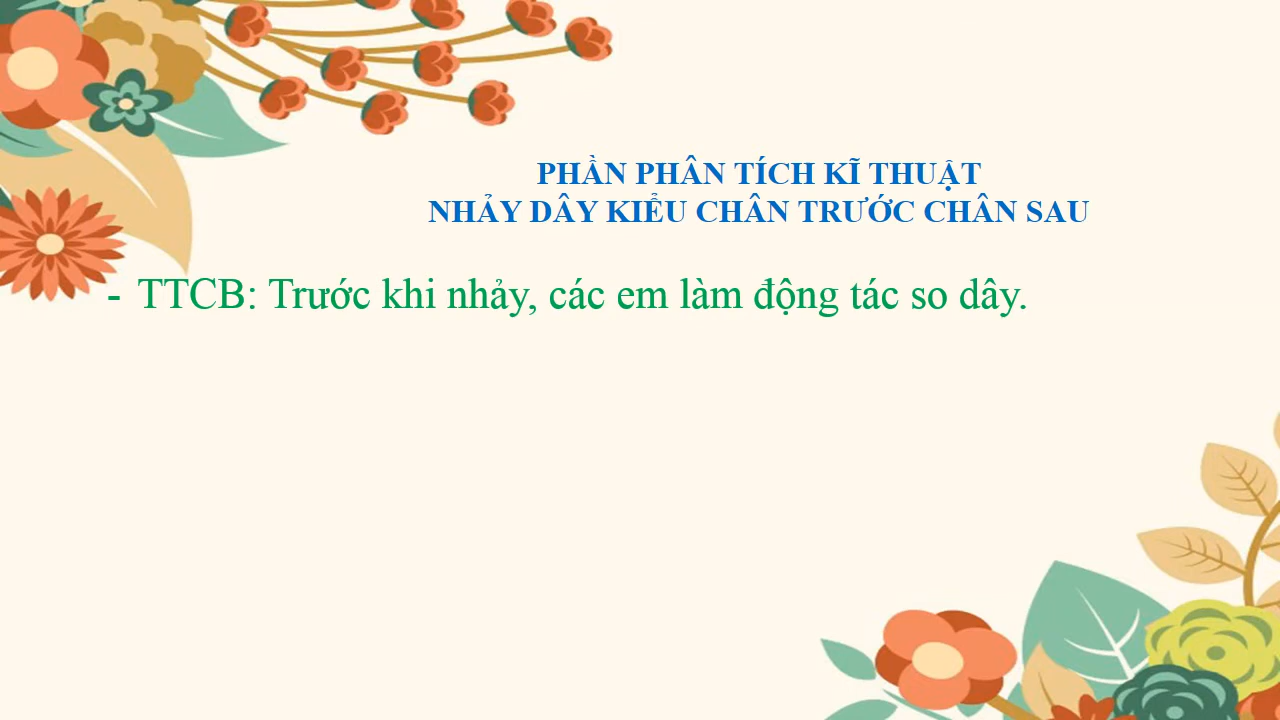 PHẦN PHÂN TÍCH KĨ THUẬT
NHẢY DÂY KIỂU CHÂN TRƯỚC CHÂN SAU
- TTCB: Trước khi nhảy, các em làm động tác so dây.